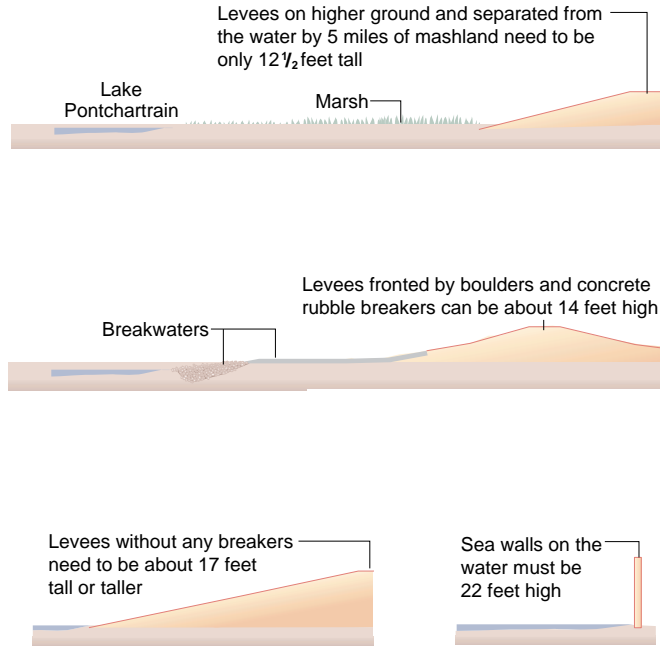 Levees on higher ground and separated from
the water by 5 miles of mashland need to be
only 12 1/2 feet tall
Lake
Pontchartrain
Marsh
Levees fronted by boulders and concrete
rubble breakers can be about 14 feet high
Breakwaters
Levees without any breakers
need to be about 17 feet
tall or taller
Sea walls on the
water must be
22 feet high